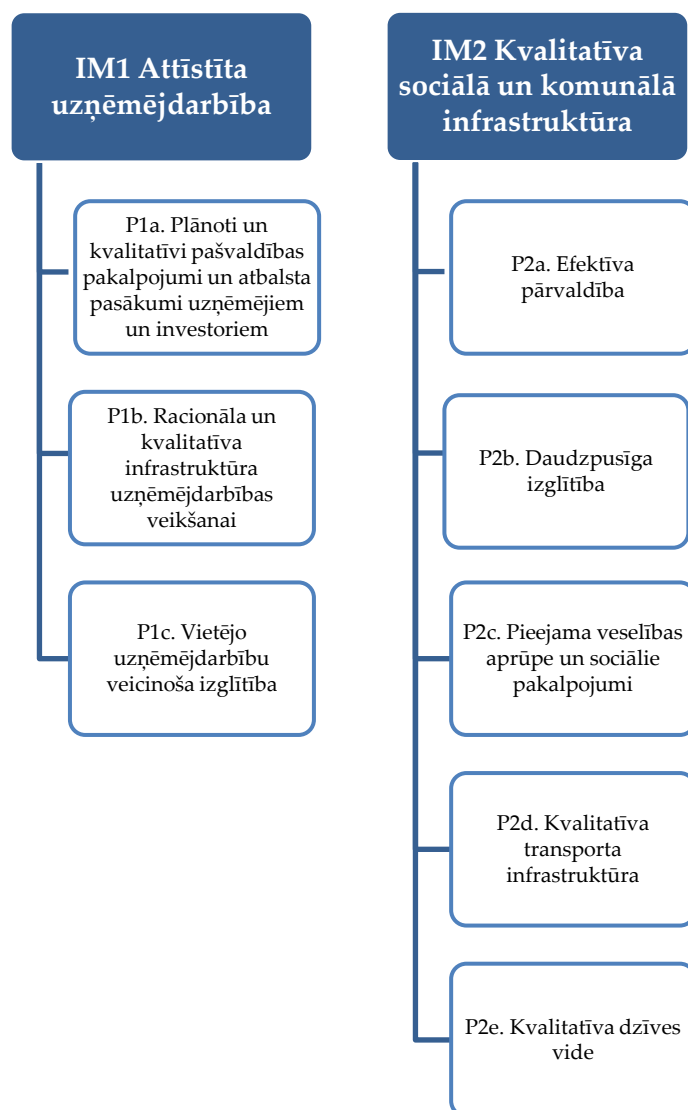 IM1 Attīstīta
uzņēmējdarbība
P1a. Plānoti un
kvalitatīvi pašvaldības
pakalpojumi un atbalsta
pasākumi uzņēmējiem
un investoriem
P1b. Racionāla un
kvalitatīva
infrastruktūra
uzņēmējdarbības
veikšanai
P1c. Vietējo
uzņēmējdarbību
veicinoša izglītība
IM2 Kvalitatīva
sociālā un komunālā
infrastruktūra
P2a. Efektīva
pārvaldība
P2b. Daudzpusīga
izglītība
P2c. Pieejama veselības
aprūpe un sociālie
pakalpojumi
P2d. Kvalitatīva
transporta
infrastruktūra
P2e. Kvalitatīva dzīves
vide